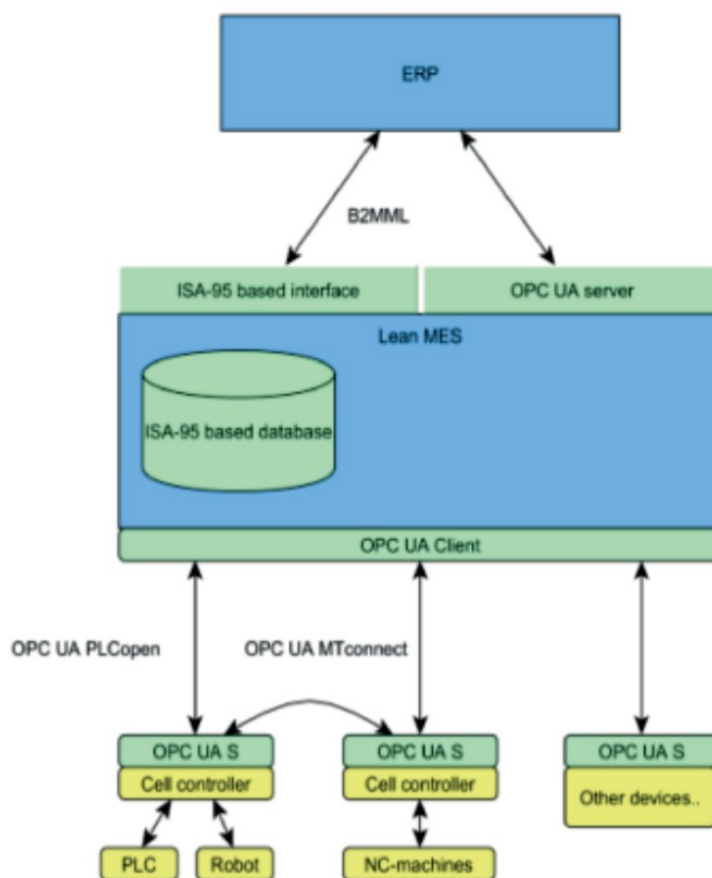 ERP
B2MML
ISA-95 based interface
OPC UA server
Lean MES
ISA-95 based database
OPC UA Client
OPC UA PLCopen
OPC UA MTconnect
OPC UA S
OPC UA S
OPC UA S
Cell controller
Cell controller
Other devices..
PLC
Robot
NC-machines